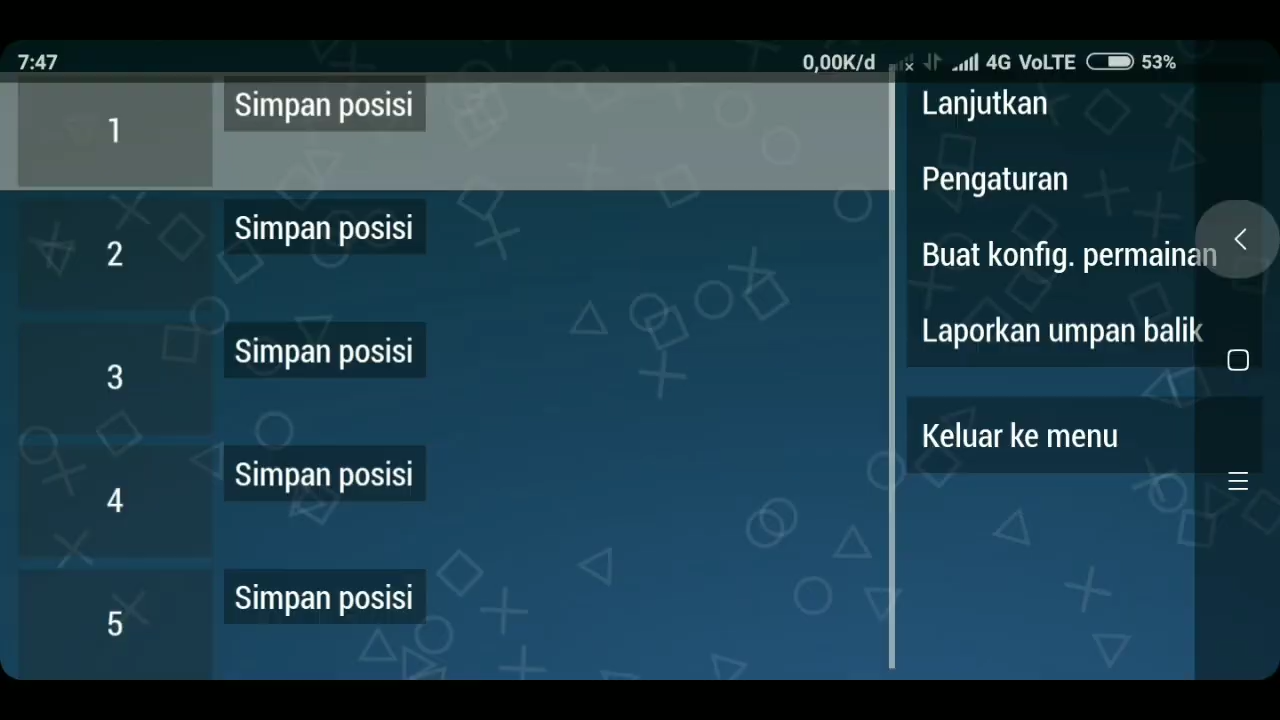 7:47
0,00K/d
4G VoLTE
53%
1
Simpan posisi
2
Simpan posisi
3
Simpan posisi
4
Simpan posisi
5
Simpan posisi
Lanjutkan
Pengaturan
Buat konfig. permainan
Laporkan umpan balik
Keluar ke menu